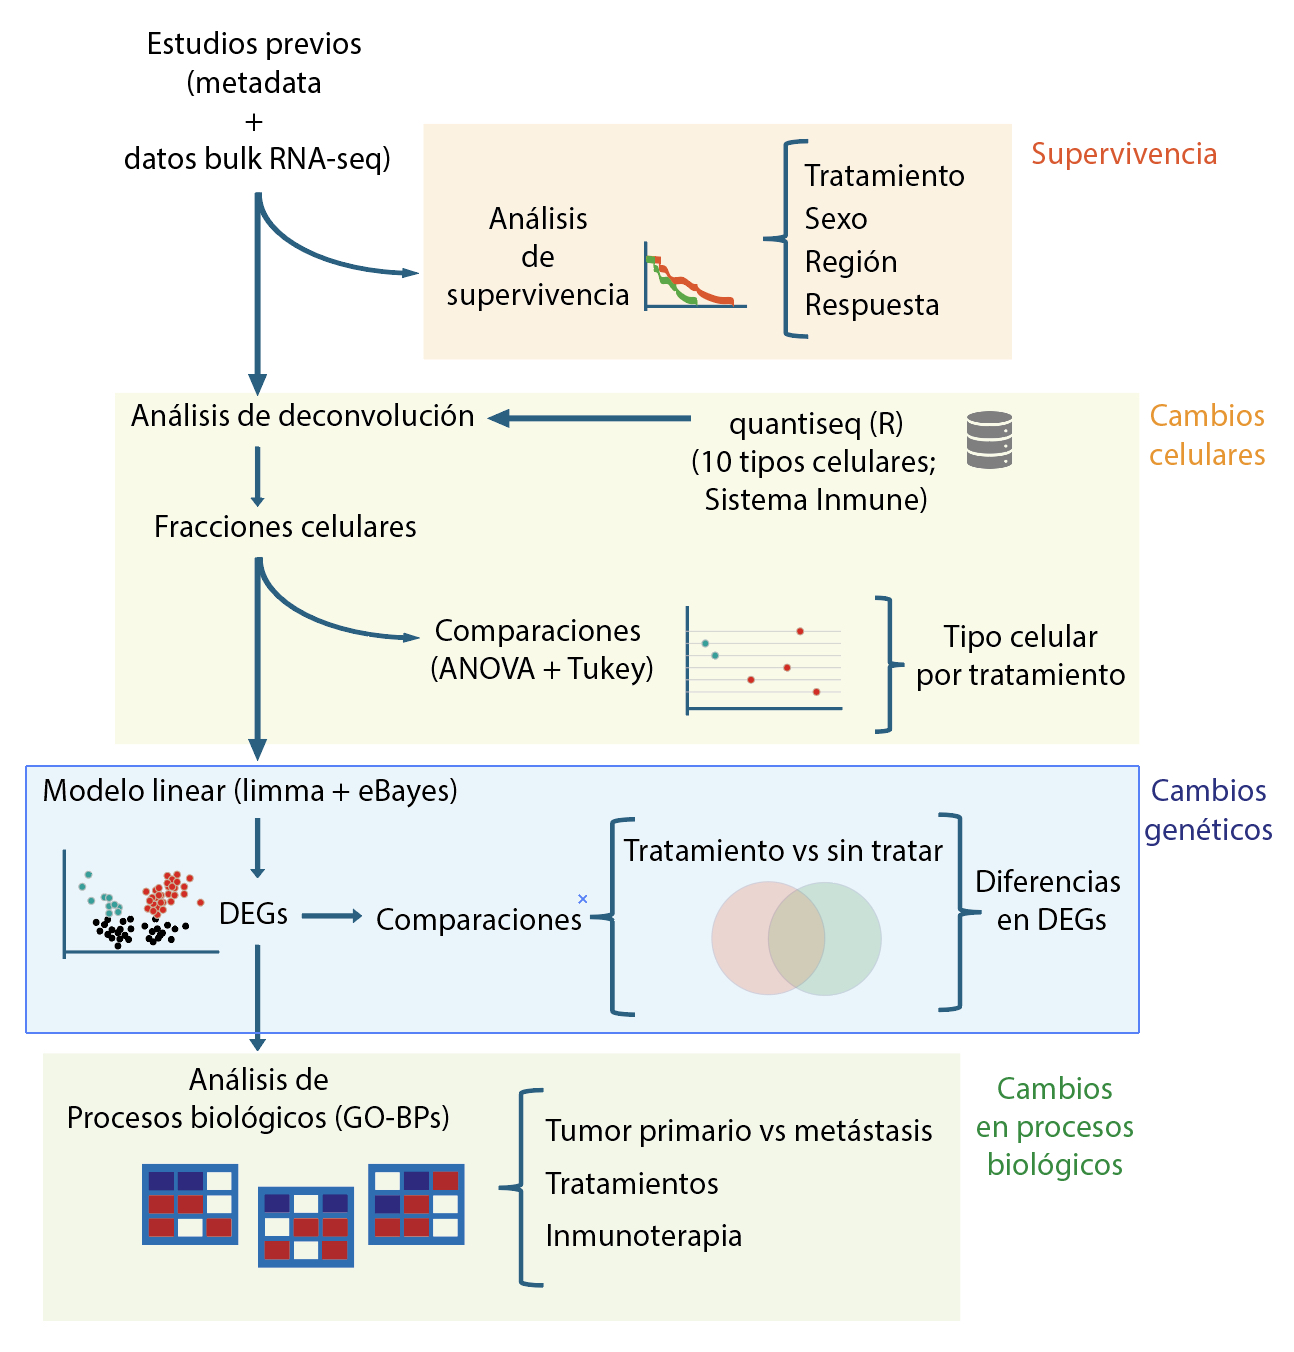 Estudios previos
(metadata
+
datos bulk RNA-seq)
Supervivencia
Análisis
de
supervivencia
Tratamiento
Sexo
Región
Respuesta
Análisis de deconvolución
quantiseq (R)
(10 tipos celulares;
Sistema Inmune)
Cambios
celulares
Fracciones celulares
Comparaciones
(ANOVA + Tukey)
Tipo celular
por tratamiento
Modelo linear (limma + eBayes)
Cambios
genéticos
DEGs
Comparaciones
Tratamiento vs sin tratar
Diferencias
en DEGs
Análisis de
Procesos biológicos (GO-BPs)
Tumor primario vs metástasis
Tratamientos
Inmunoterapia
Cambios
en procesos
biológicos